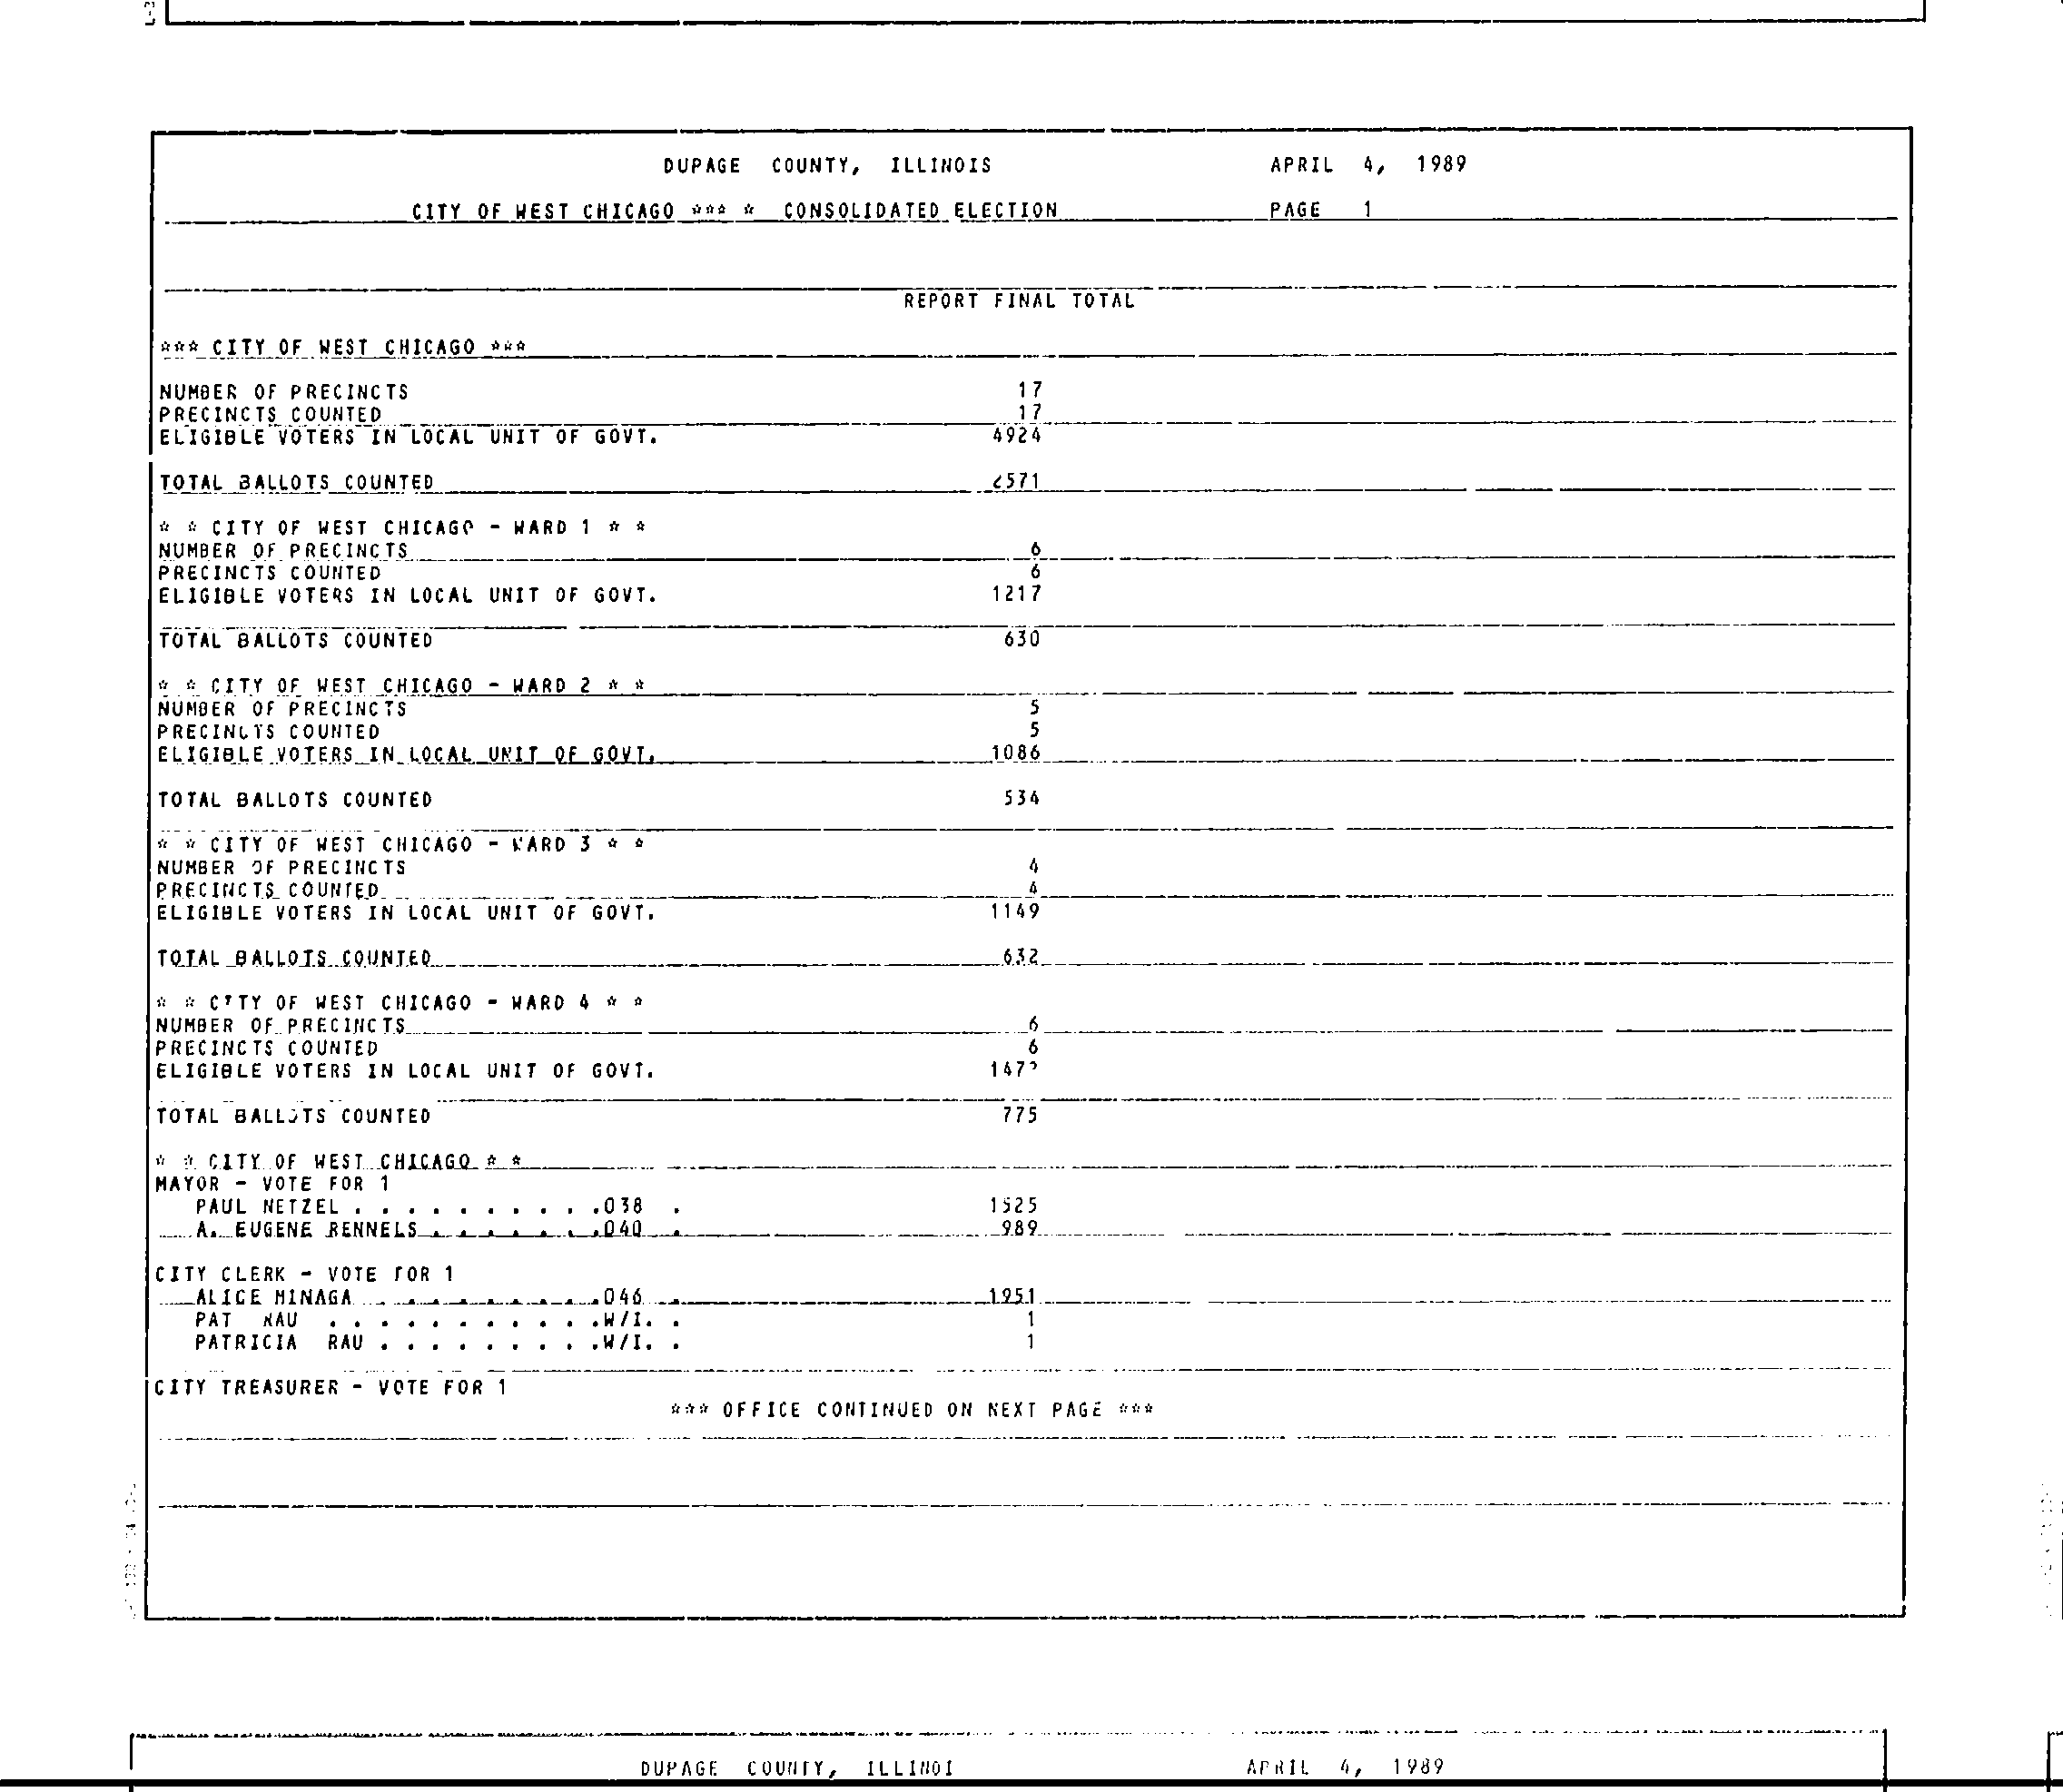 DUPAGE COUNTY, ILLINOIS APRIL 4, 1989
CITY OF WEST CHICAGO *** * CONSOLIDATED ELECTION PAGE 1
REPORT FINAL TOTAL
*** CITY OF WEST CHICAGO ***
NUMBER OF PRECINCTS 17
PRECINCTS COUNTED 17
ELIGIBLE VOTERS IN LOCAL UNIT OF GOVT. 4924
TOTAL BALLOTS COUNTED 2571
* * CITY OF WEST CHICAGO - WARD 1 * *
NUMBER OF PRECINCTS 6
PRECINCTS COUNTED 6
ELIGIBLE VOTERS IN LOCAL UNIT OF GOVT. 1217
TOTAL BALLOTS COUNTED 630
* * CITY OF WEST CHICAGO - WARD 2 * *
NUMBER OF PRECINCTS 5
PRECINCTS COUNTED 5
ELIGIBLE VOTERS IN LOCAL UNIT OF GOVT. 1086
TOTAL BALLOTS COUNTED 534
* * CITY OF WEST CHICAGO - WARD 3 * *
NUMBER OF PRECINCTS 4
PRECINCTS COUNTED 4
ELIGIBLE VOTERS IN LOCAL UNIT OF GOVT. 1149
TOTAL BALLOTS COUNTED 632
* * CITY OF WEST CHICAGO - WARD 4 * *
NUMBER OF PRECINCTS 6
PRECINCTS COUNTED 6
ELIGIBLE VOTERS IN LOCAL UNIT OF GOVT. 1472
TOTAL BALLOTS COUNTED 775
* * CITY OF WEST CHICAGO * *
MAYOR - VOTE FOR 1
PAUL NETZEL . . . . . . . . . .038 . 1525
A. EUGENE RENNELS . . . . . . .040 . 989
CITY CLERK - VOTE FOR 1
ALICE MINAGA . . . . . . . . .046 . 1951
PAT RAU . . . . . . . . . . .W/I. . 1
PATRICIA RAU . . . . . . . . .W/I. . 1
CITY TREASURER - VOTE FOR 1
*** OFFICE CONTINUED ON NEXT PAGE ***
DUPAGE COUNTY, ILLINOI APRIL 4, 1989